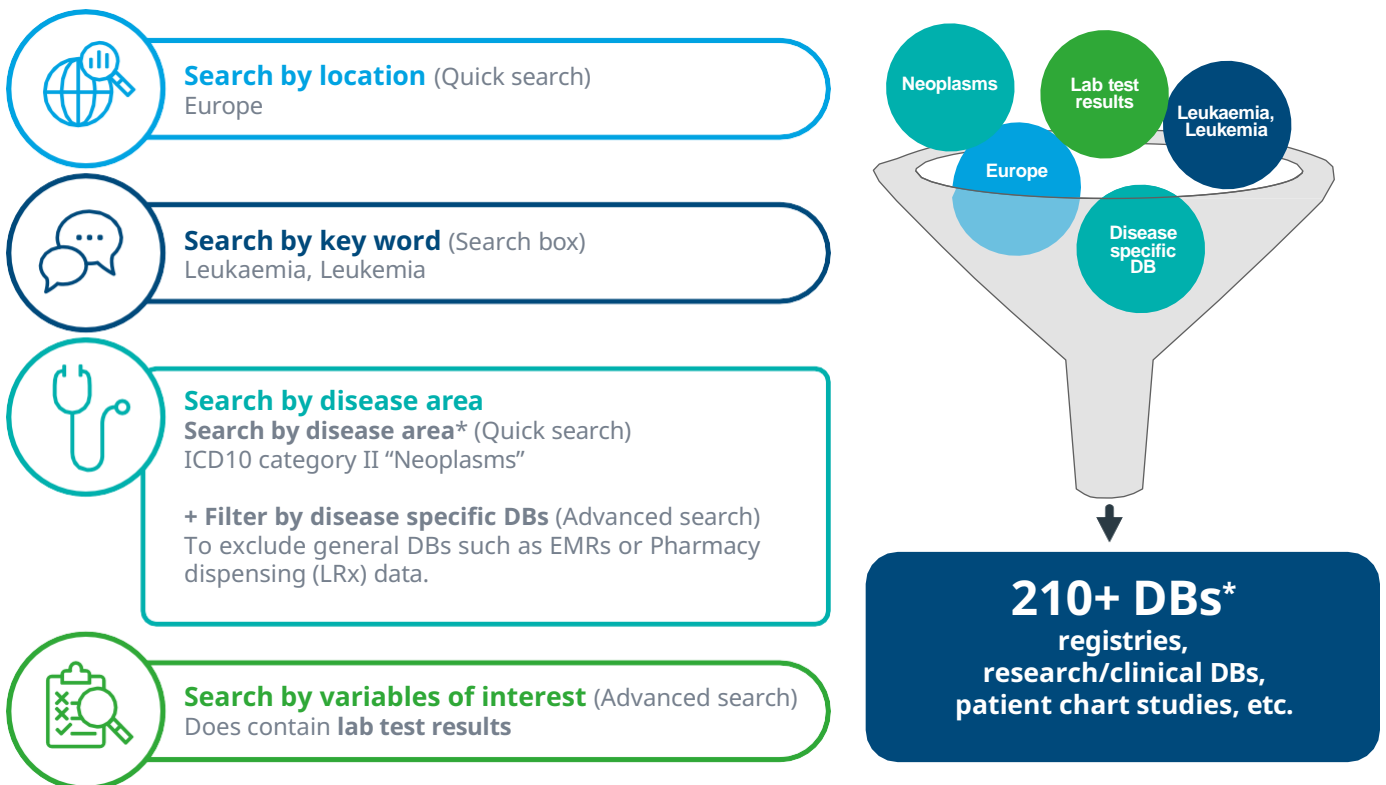 Search by location (Quick search)
Europe
Search by key word (Search box)
Leukaemia, Leukemia
Search by disease area
Search by disease area* (Quick search)
ICD10 category II “Neoplasms”
+ Filter by disease specific DBs (Advanced search)
To exclude general DBs such as EMRs or Pharmacy
dispensing (LRx) data.
Search by variables of interest (Advanced search)
Does contain lab test results
Neoplasms
Lab test
results
Leukaemia,
Leukemia
Europe
Disease
specific
DB
210+ DBs*
registries,
research/clinical DBs,
patient chart studies, etc.